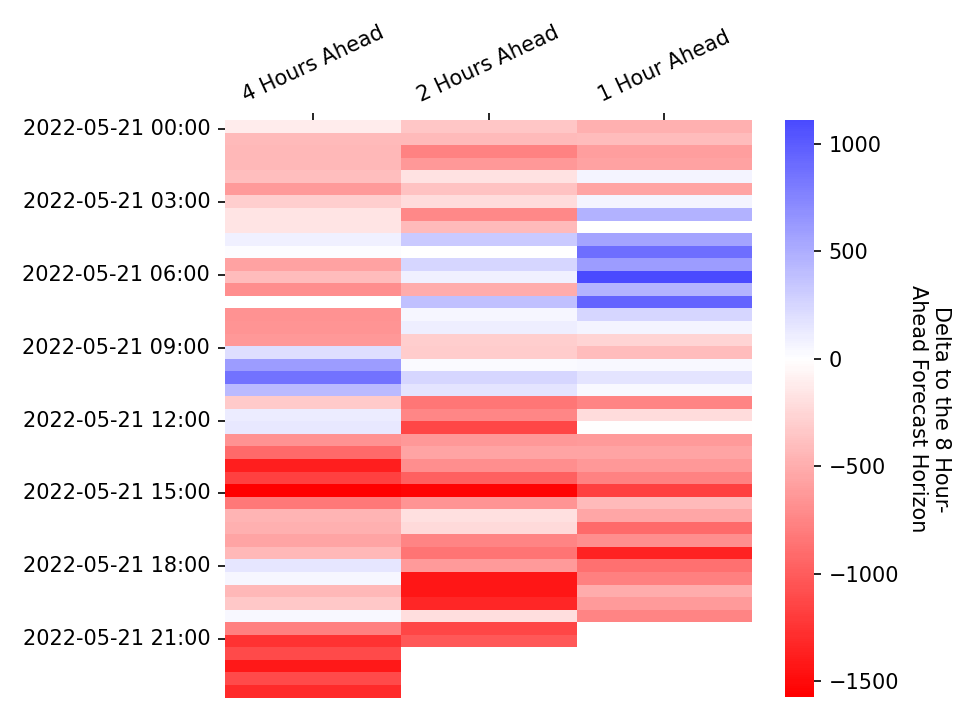 4 Hours Ahead
2 Hours Ahead
1 Hour Ahead
2022-05-21 00:00
2022-05-21 03:00
2022-05-21 06:00
2022-05-21 09:00
2022-05-21 12:00
2022-05-21 15:00
2022-05-21 18:00
2022-05-21 21:00
1000
500
0
−500
−1000
−1500
Delta to the 8 Hour-
Ahead Forecast Horizon